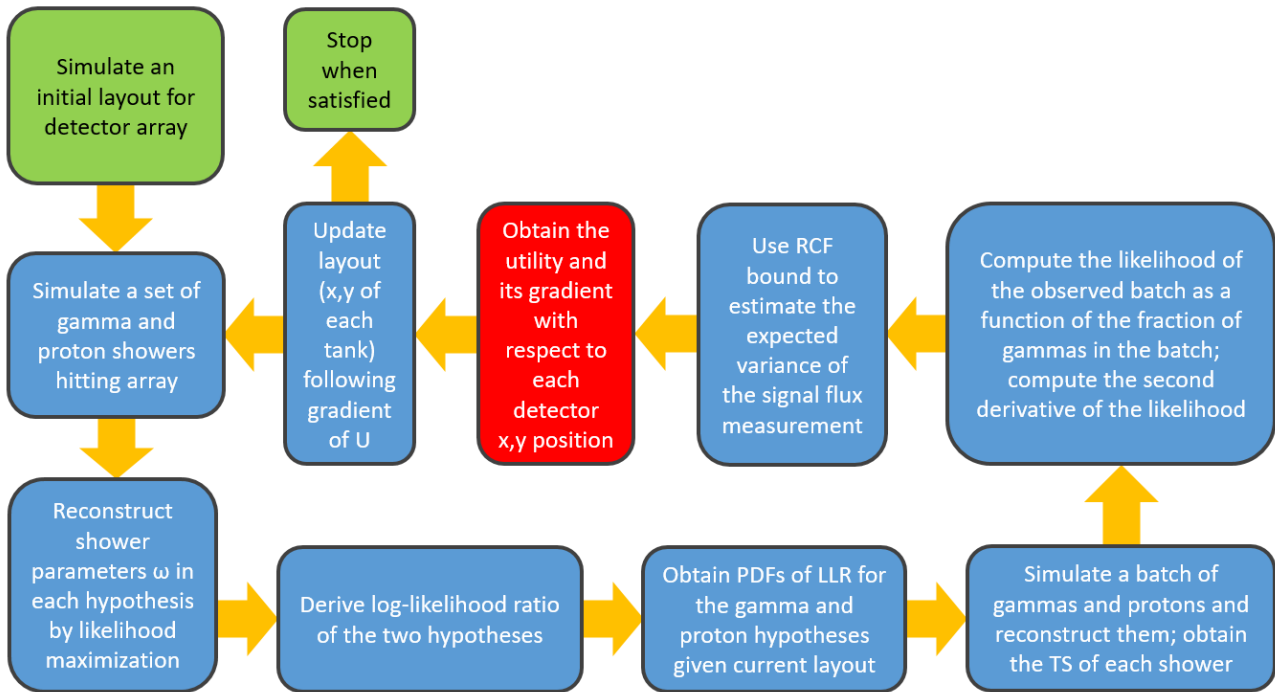 Simulate an
initial layout for
detector array
Stop
when
satisfied
Simulate a set of
gamma and
proton showers
hitting array
Update
layout
(x,y of
each
tank)
following
gradient
of U
Obtain the
utility and
its gradient
with
respect to
each
detector
x,y position
Use RCF
bound to
estimate the
expected
variance of
the signal flux
measurement
Compute the likelihood of
the observed batch as a
function of the fraction of
gammas in the batch;
compute the second
derivative of the likelihood
Reconstruct
shower
parameters ω in
each hypothesis
by likelihood
maximization
Derive log-likelihood ratio
of the two hypotheses
Obtain PDFs of LLR for
the gamma and
proton hypotheses
given current layout
Simulate a batch of
gammas and protons and
reconstruct them; obtain
the TS of each shower